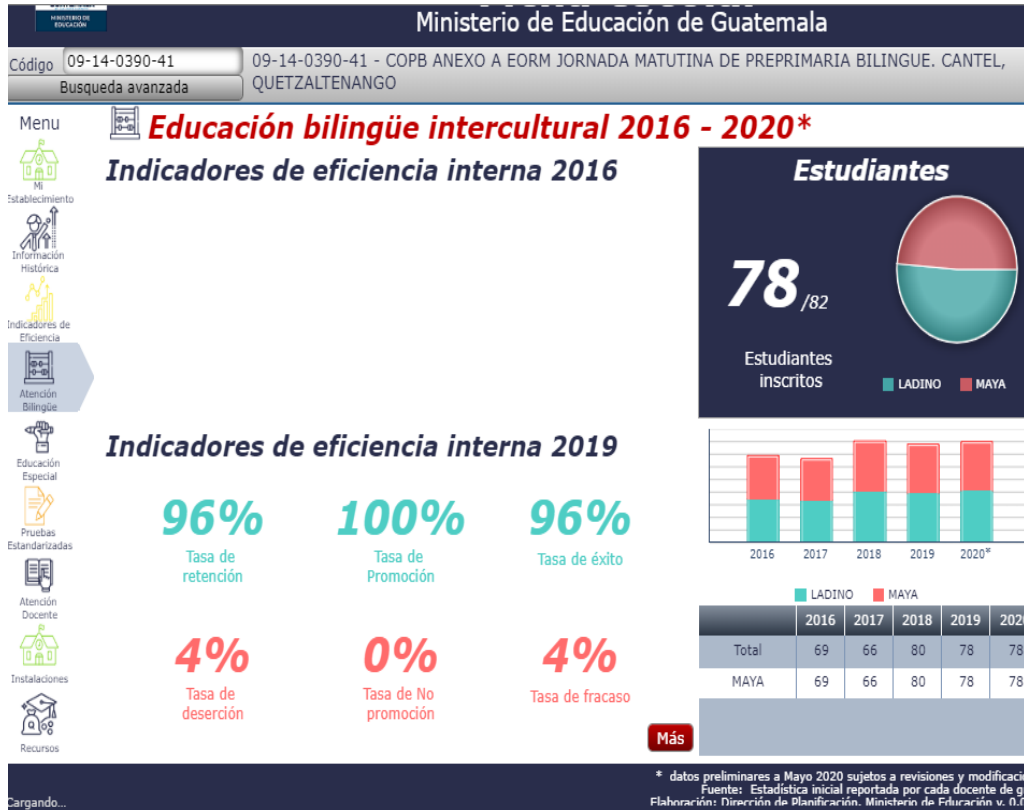 MINISTERIO DE
EDUCACIÓN
Ministerio de Educación de Guatemala
Código 09-14-0390-41
Busqueda avanzada
09-14-0390-41 - COPB ANEXO A EORM JORNADA MATUTINA DE PREPRIMARIA BILINGUE. CANTEL,
QUETZALTENANGO
Menu
Mi
Establecimiento
Información
Histórica
Indicadores de
Eficiencia
Atención
Bilingüe
Educación
Especial
Pruebas
Estandarizadas
Atención
Docente
Instalaciones
Recursos
Educación bilingüe intercultural 2016 - 2020*
Indicadores de eficiencia interna 2016
Indicadores de eficiencia interna 2019
96% 100% 96%
Tasa de
retención
Tasa de
Promoción
Tasa de éxito
4% 0% 4%
Tasa de
deserción
Tasa de No
promoción
Tasa de fracaso
Más
Estudiantes
78/82
Estudiantes
inscritos
LADINO MAYA
2016 2017 2018 2019 2020*
LADINO MAYA
2016 2017 2018 2019 2020
Total 69 66 80 78 78
MAYA 69 66 80 78 78
* datos preliminares a Mayo 2020 sujetos a revisiones y modificaci
Fuente: Estadística inicial reportada por cada docente de g
Elaboración: Dirección de Planificación. Ministerio de Educación v. 0.0
Cargando...